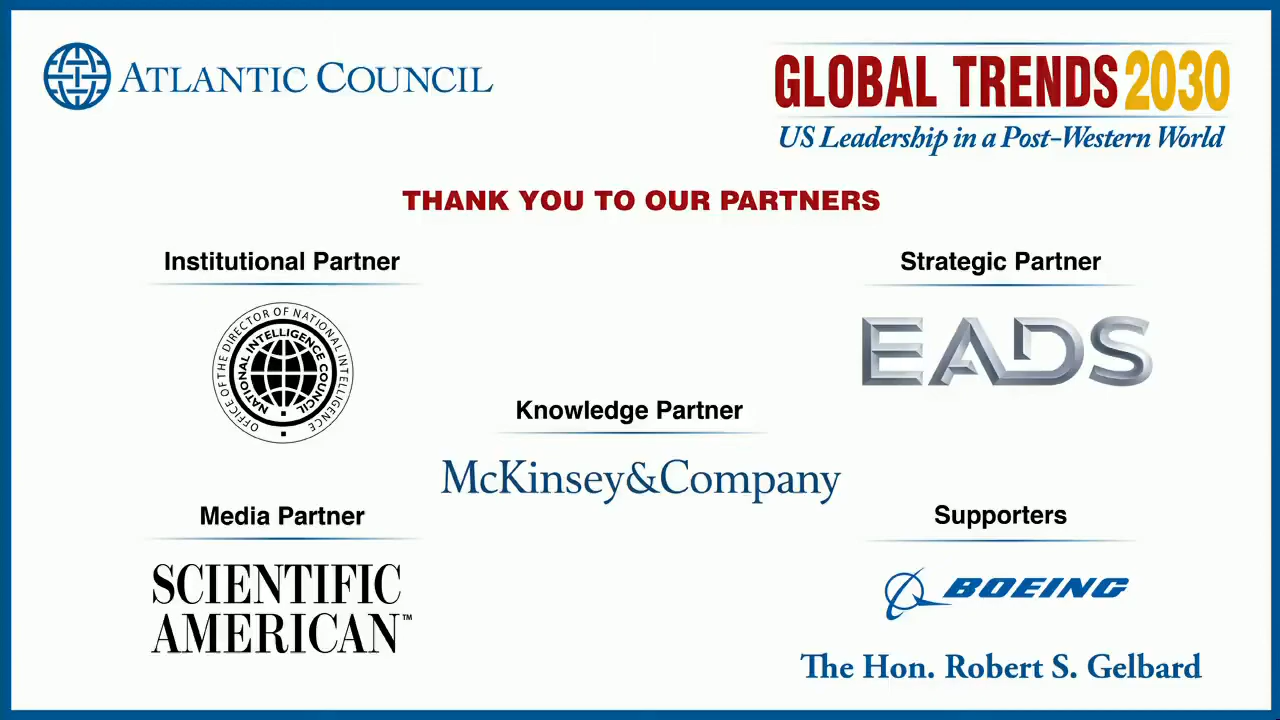 ATLANTIC COUNCIL
GLOBAL TRENDS 2030
US Leadership in a Post-Western World
THANK YOU TO OUR PARTNERS
Institutional Partner
OFFICE OF THE DIRECTOR OF NATIONAL INTELLIGENCE
NATIONAL INTELLIGENCE COUNCIL
Strategic Partner
EADS
Knowledge Partner
McKinsey&Company
Media Partner
SCIENTIFIC
AMERICAN™
Supporters
BOEING
The Hon. Robert S. Gelbard